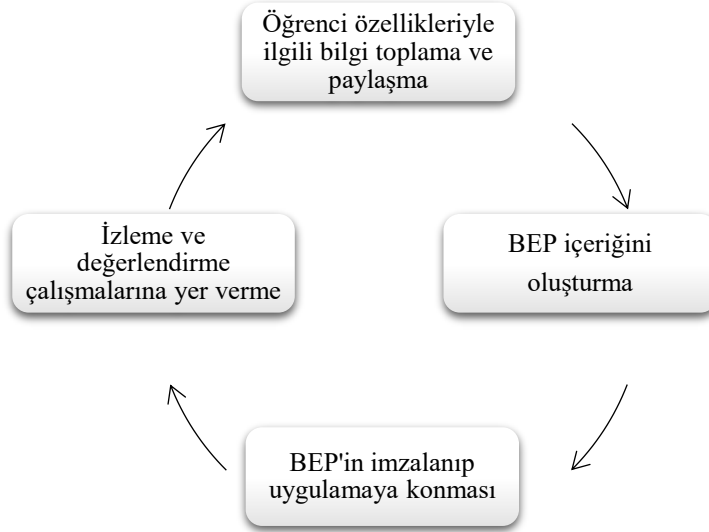 Öğrenci özellikleriyle
ilgili bilgi toplama ve
paylaşma
BEP içeriğini
oluşturma
BEP'in imzalanıp
uygulamaya konması
İzleme ve
değerlendirme
çalışmalarına yer verme